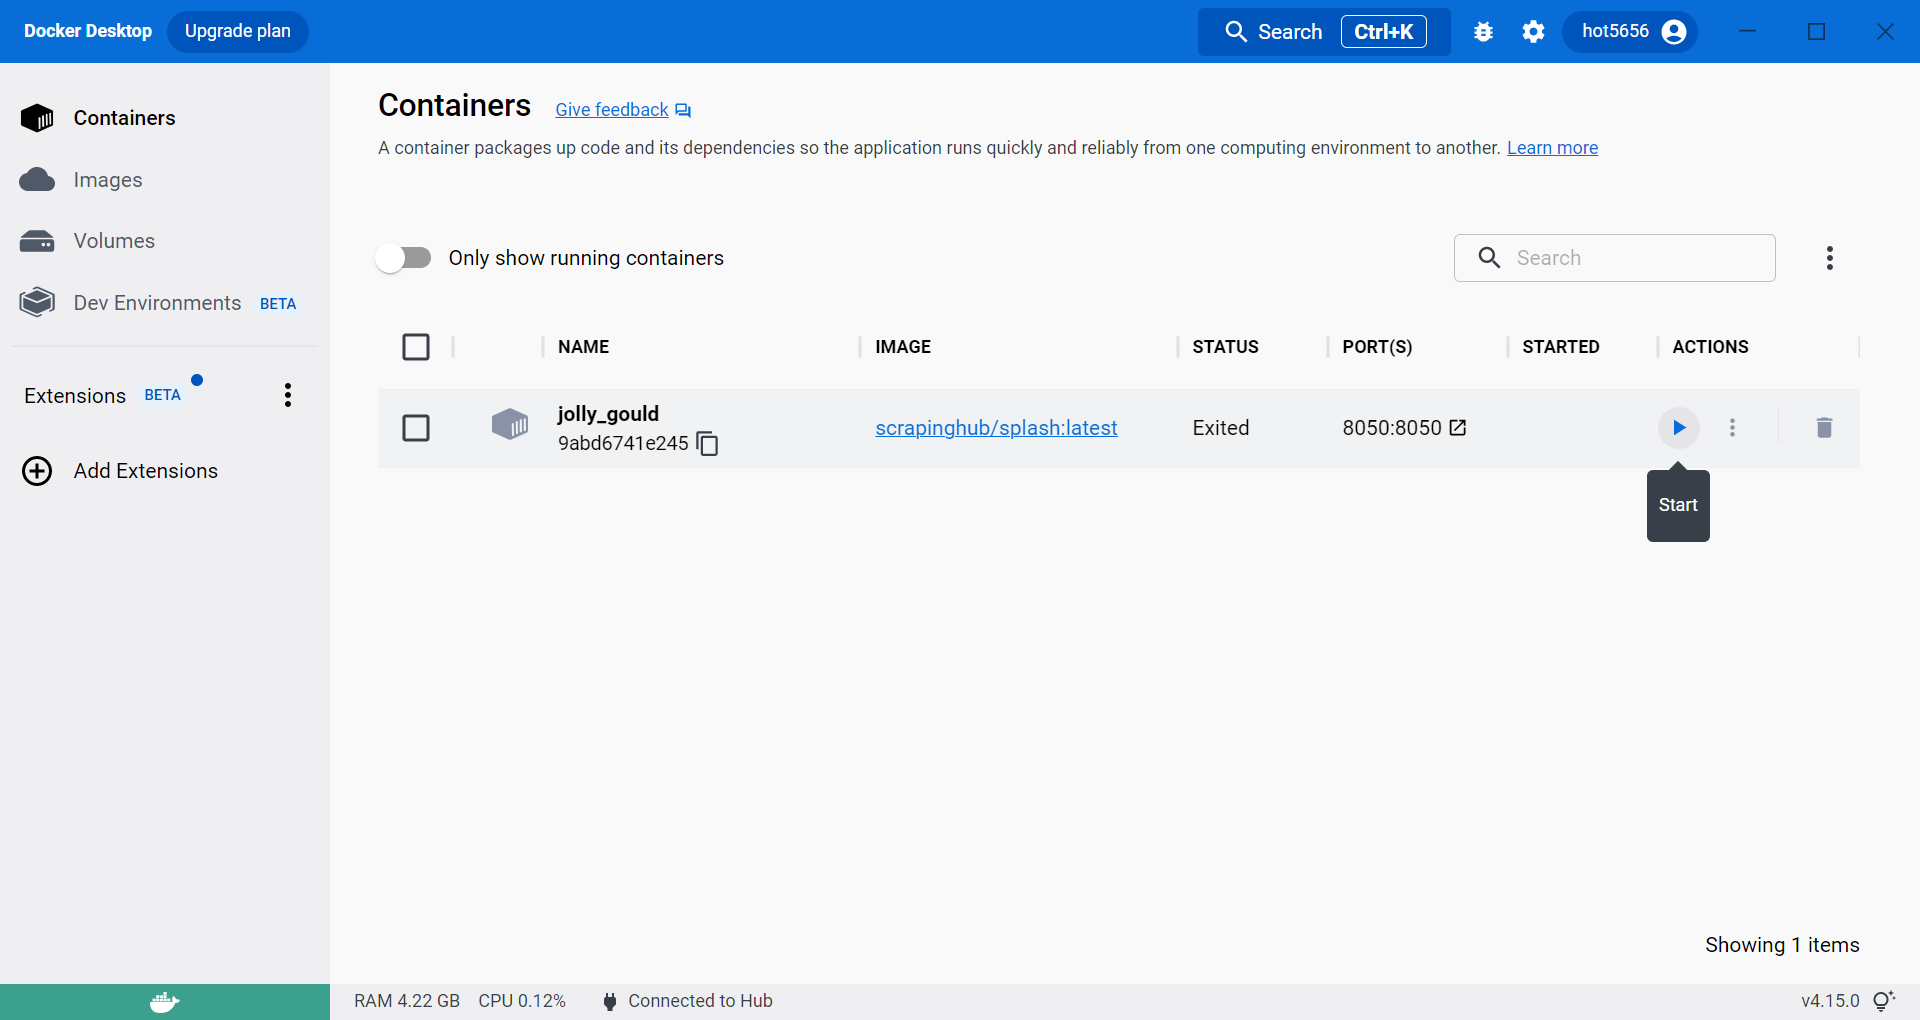 Docker Desktop Upgrade plan Search Ctrl+K hot5656
Containers
Images
Volumes
Dev Environments BETA
Extensions BETA
Add Extensions
Containers Give feedback
A container packages up code and its dependencies so the application runs quickly and reliably from one computing environment to another. Learn more
Only show running containers Search
NAME IMAGE STATUS PORT(S) STARTED ACTIONS
jolly_gould
9abd6741e245 scrapinghub/splash:latest Exited 8050:8050
Start
Showing 1 items
RAM 4.22 GB CPU 0.12% Connected to Hub v4.15.0